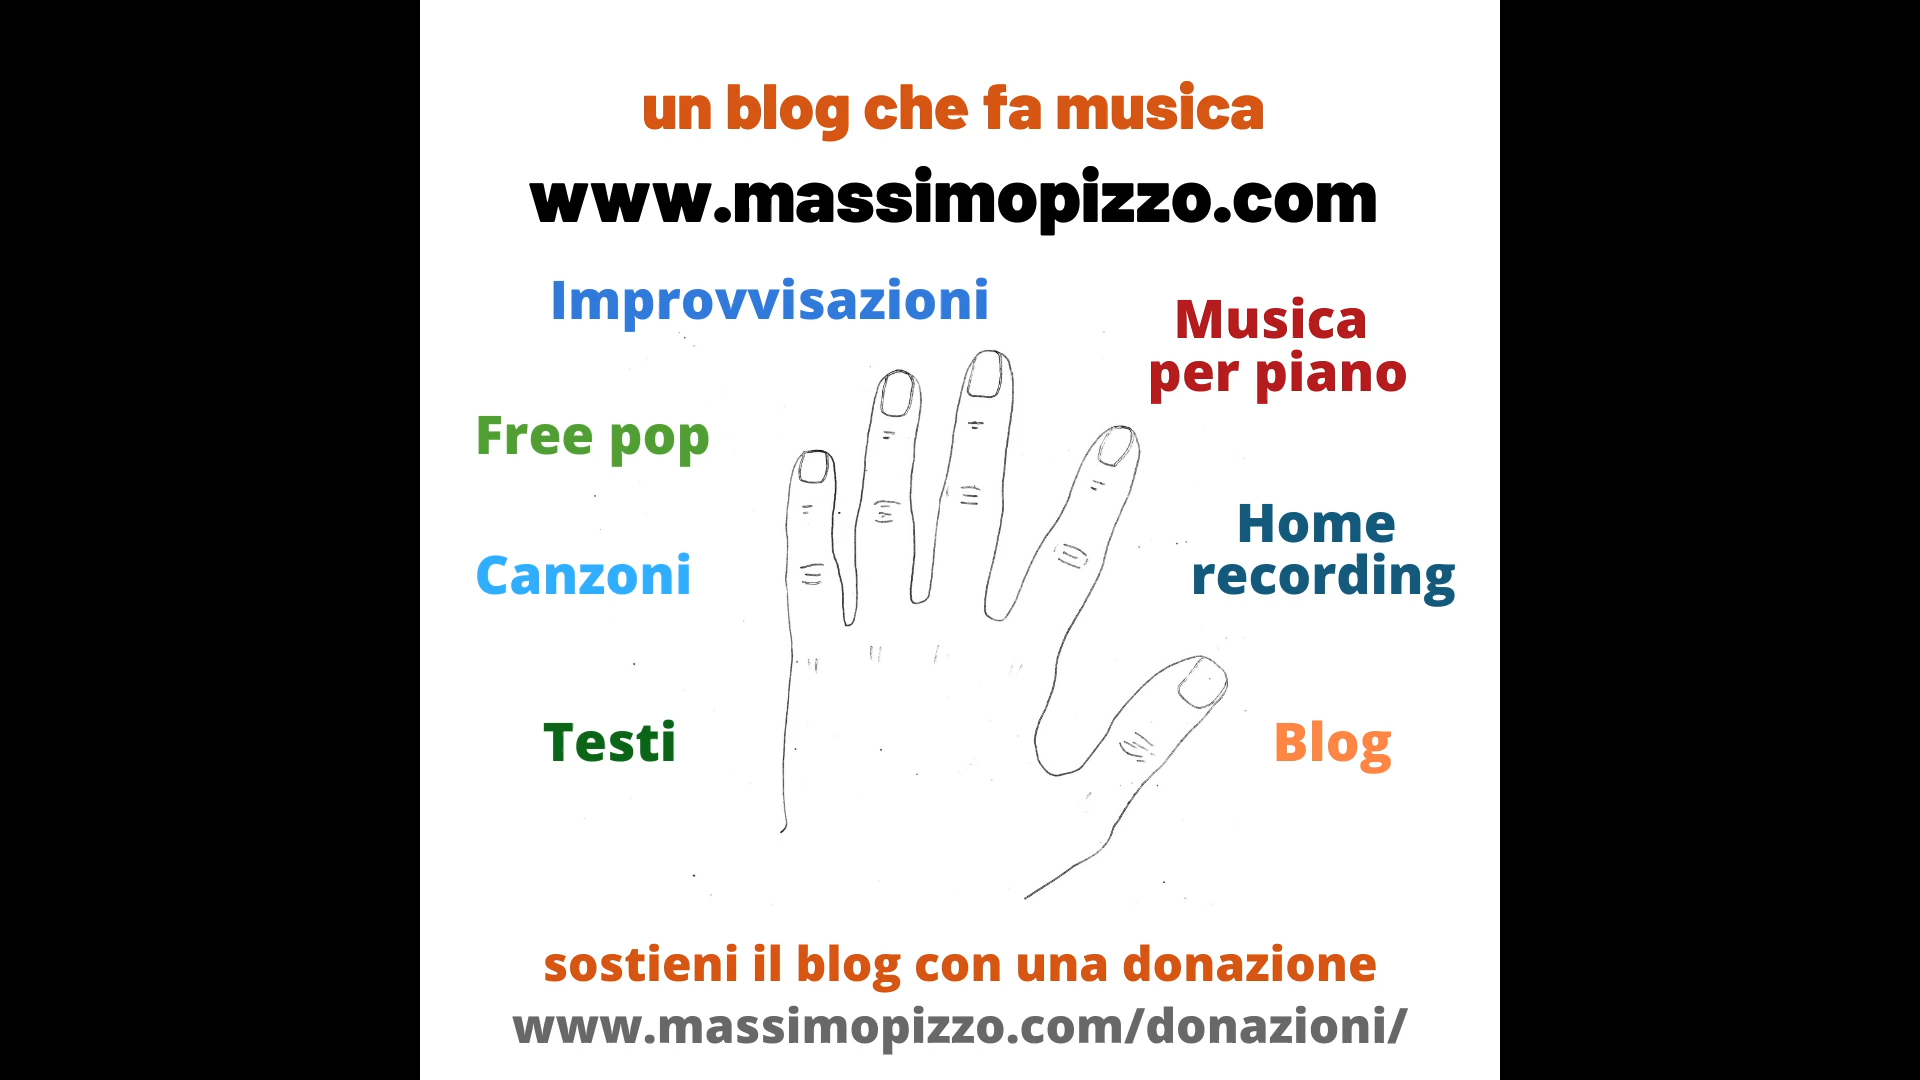 un blog che fa musica
www.massimopizzo.com
Improvvisazioni
Musica
per piano
Free pop
Home
recording
Canzoni
Testi
Blog
sostieni il blog con una donazione
www.massimopizzo.com/donazioni/